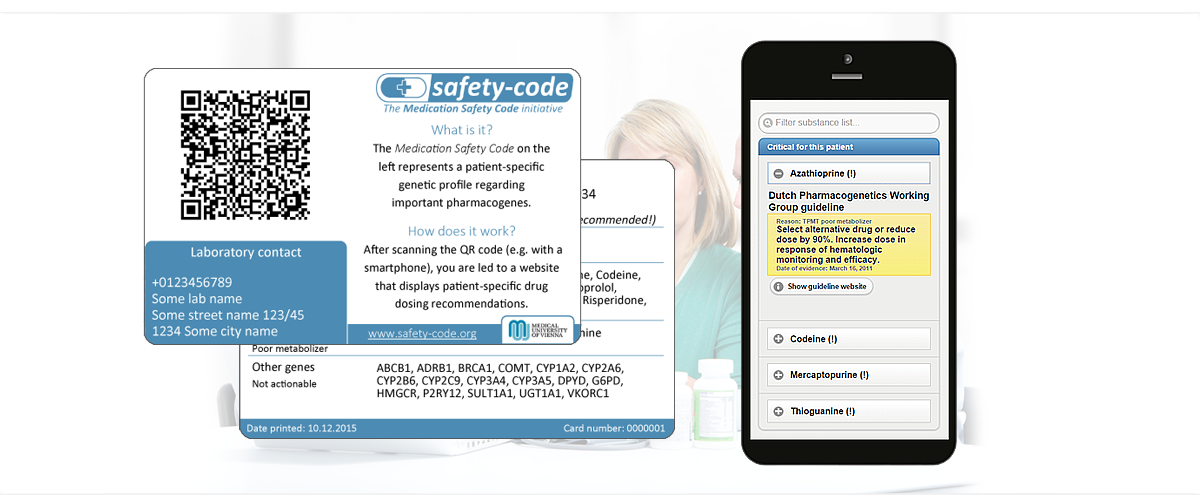 safety-code
The Medication Safety Code initiative
What is it?
The Medication Safety Code on the
left represents a patient-specific
genetic profile regarding
important pharmacogenes.
How does it work?
After scanning the QR code (e.g. with a
smartphone), you are led to a website
that displays patient-specific drug
dosing recommendations.
www.safety-code.org
MEDICAL
UNIVERSITY
OF VIENNA
Laboratory contact
+0123456789
Some lab name
Some street name 123/45
1234 Some city name
34
Codeine,
Risperidone,
Poor metabolizer
Other genes
Not actionable
ABCB1, ADRB1, BRCA1, COMT, CYP1A2, CYP2A6,
CYP2B6, CYP2C9, CYP3A4, CYP3A5, DPYD, G6PD,
HMGCR, P2RY12, SULT1A1, UGT1A1, VKORC1
Date printed: 10.12.2015
Card number: 0000001
Filter substance list...
Critical for this patient
Azathioprine (!)
Dutch Pharmacogenetics Working
Group guideline
Reason: TPMT poor metabolizer
Select alternative drug or reduce
dose by 90%. Increase dose in
response of hematologic
monitoring and efficacy.
Date of evidence: March 16, 2011
Show guideline website
Codeine (!)
Mercaptopurine (!)
Thioguanine (!)